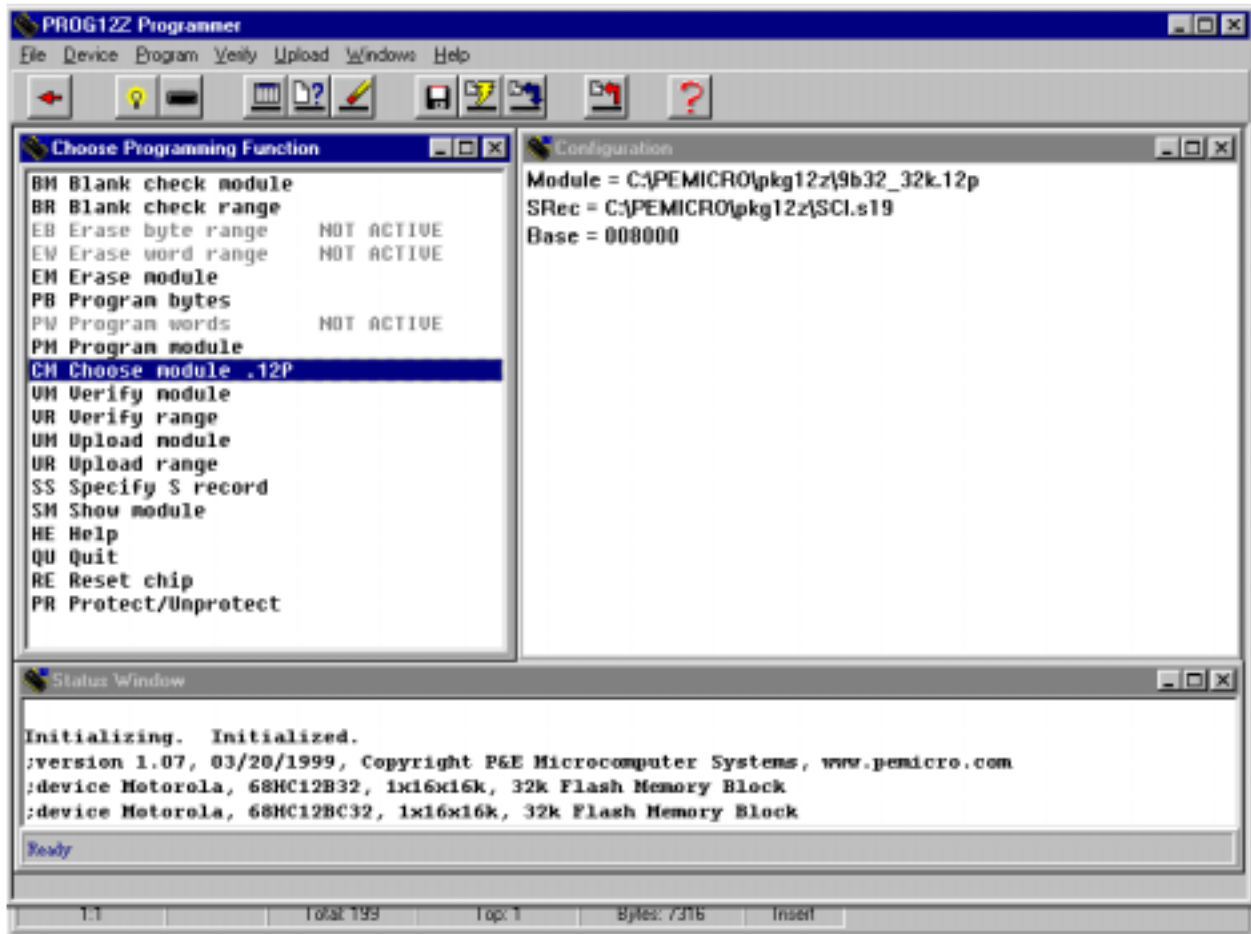 PROG12Z Programmer
File Device Program Verify Upload Windows Help
Choose Programming Function
BM Blank check module
BR Blank check range
EB Erase byte range NOT ACTIVE
EW Erase word range NOT ACTIVE
EM Erase module
PB Program bytes
PW Program words NOT ACTIVE
PM Program module
CM Choose module .12P
VM Verify module
VR Verify range
UM Upload module
UR Upload range
SS Specify S record
SM Show module
HE Help
QU Quit
RE Reset chip
PR Protect/Unprotect
Configuration
Module = C:\PEMICRO\pkg12z\9b32_32k.12p
SRec = C:\PEMICRO\pkg12z\SCI.s19
Base = 008000
Status Window
Initializing. Initialized.
;version 1.07, 03/20/1999, Copyright P&E Microcomputer Systems, www.pemicro.com
;device Motorola, 68HC12B32, 1x16x16k, 32k Flash Memory Block
;device Motorola, 68HC12BC32, 1x16x16k, 32k Flash Memory Block
Ready
1:1 Total: 199 Top: 1 Bytes: 7316 Insert